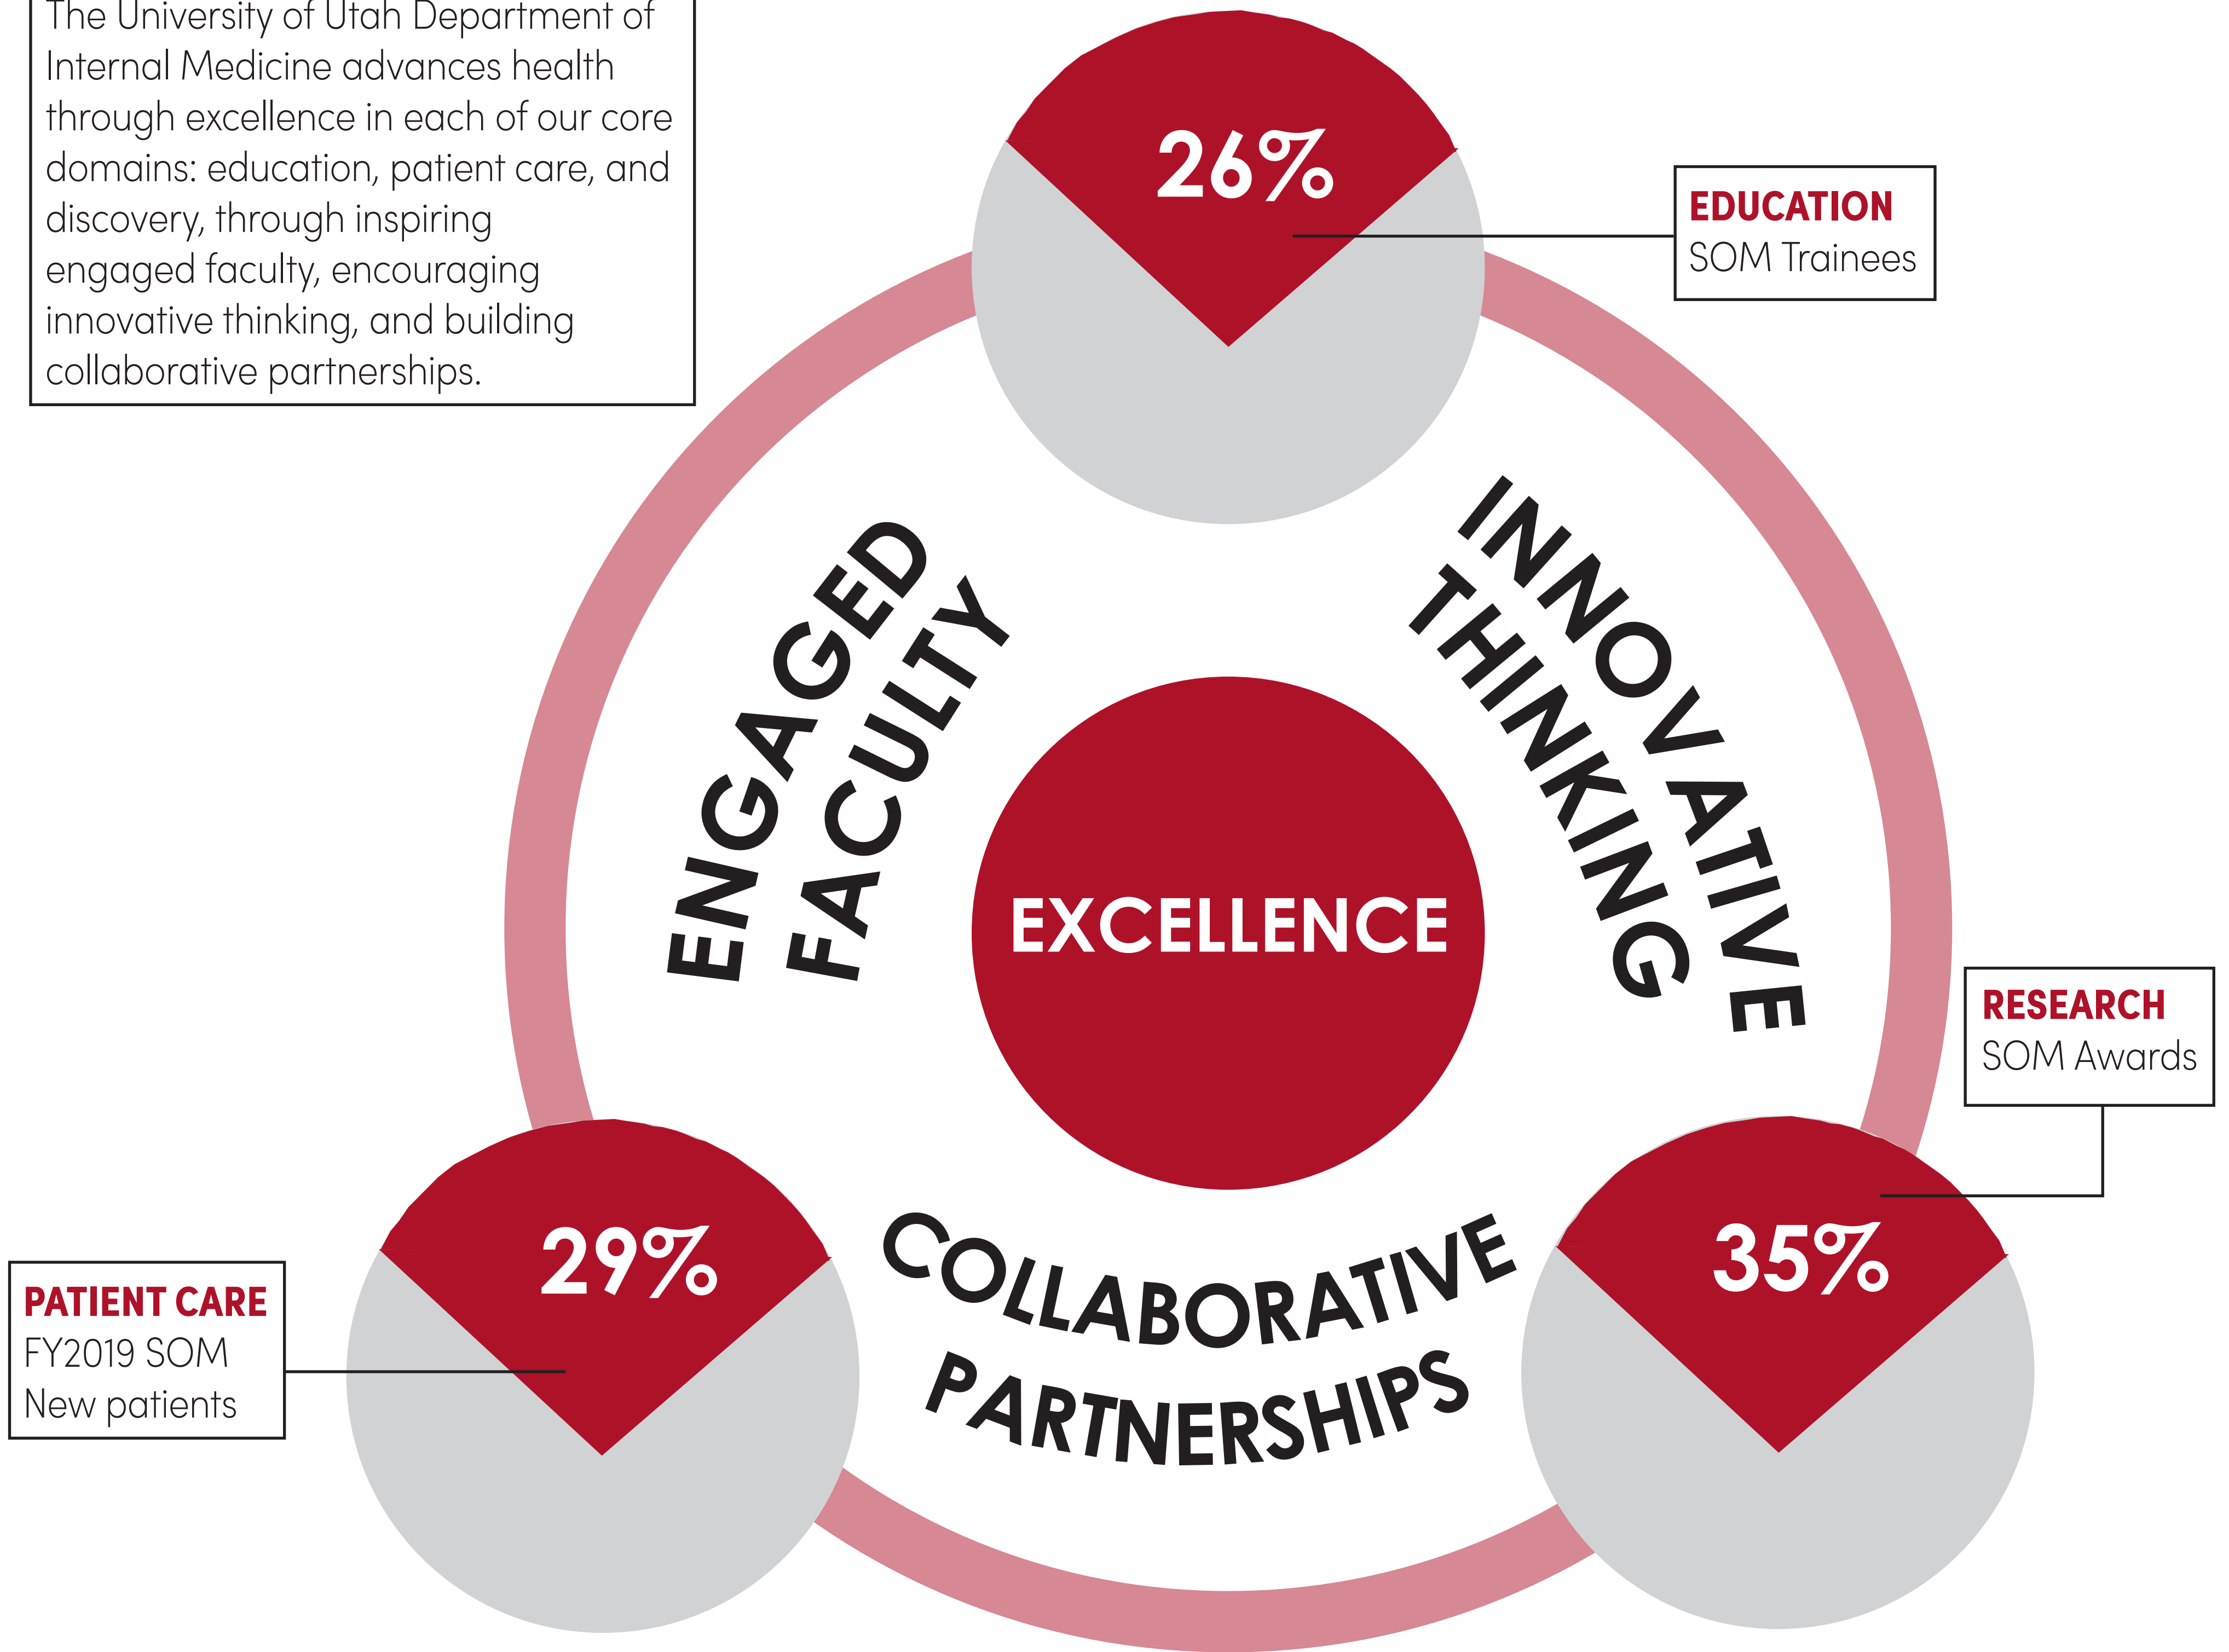 The University of Utah Department of
Internal Medicine advances health
through excellence in each of our core
domains: education, patient care, and
discovery, through inspiring
engaged faculty, encouraging
innovative thinking, and building
collaborative partnerships.
26%
EDUCATION
SOM Trainees
ENGAGED
FACULTY
INNOVATIVE
THINKING
EXCELLENCE
RESEARCH
SOM Awards
35%
COLLABORATIVE
PARTNERSHIPS
29%
PATIENT CARE
FY2019 SOM
New patients